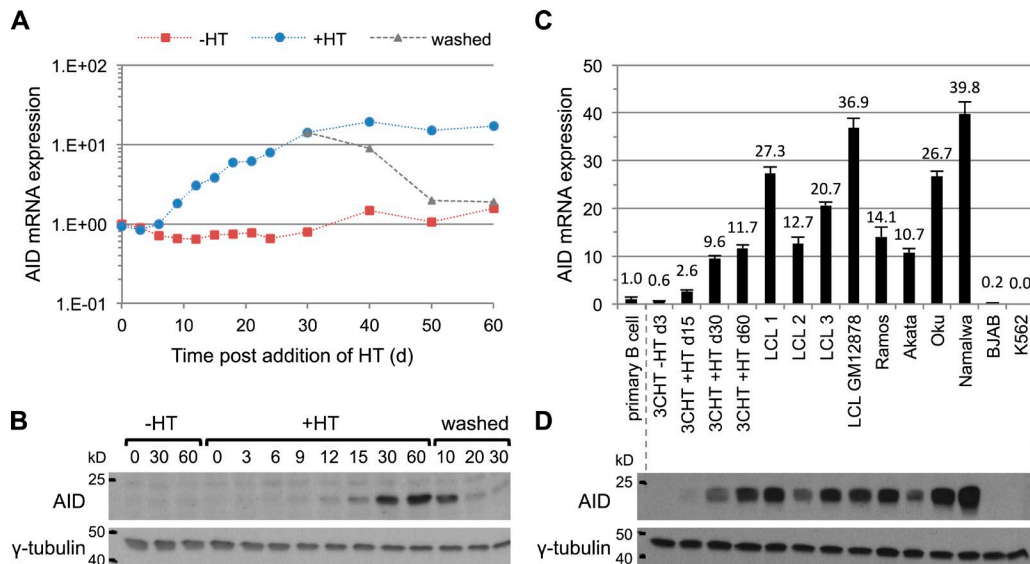 A
-HT +HT washed
AID mRNA expression
1.E+02
1.E+01
1.E+00
1.E-01
0 10 20 30 40 50 60
Time post addition of HT (d)
B
-HT +HT washed
kD 0 30 60 0 3 6 9 12 15 30 60 10 20 30
25
AID
50
γ-tubulin
40
C
AID mRNA expression
50
40
30
20
10
0
1.0 0.6 2.6 9.6 11.7 27.3 12.7 20.7 36.9 14.1 10.7 26.7 39.8 0.2 0.0
primary B cell
3CHT -HT d3
3CHT +HT d15
3CHT +HT d30
3CHT +HT d60
LCL 1
LCL 2
LCL 3
LCL GM12878
Ramos
Akata
Oku
Namalwa
BJAB
K562
D
kD
25
AID
50
γ-tubulin
40